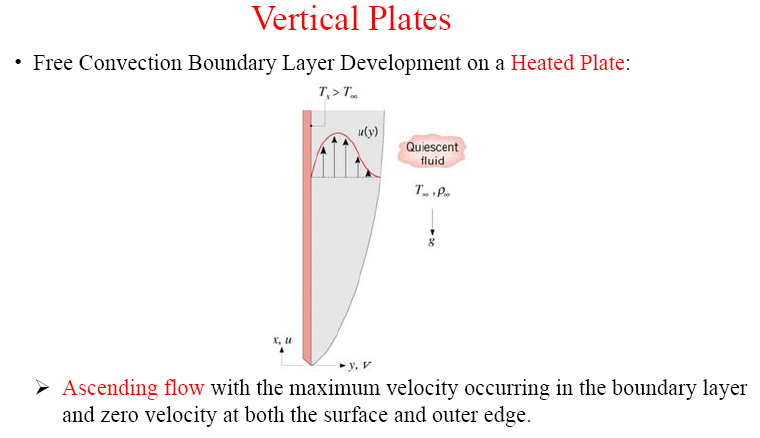 Vertical Plates
• Free Convection Boundary Layer Development on a Heated Plate:
Tₛ > T∞
u(y)
Quiescent
fluid
T∞ , ρ∞
g
x, u
y, v
➢ Ascending flow with the maximum velocity occurring in the boundary layer
and zero velocity at both the surface and outer edge.